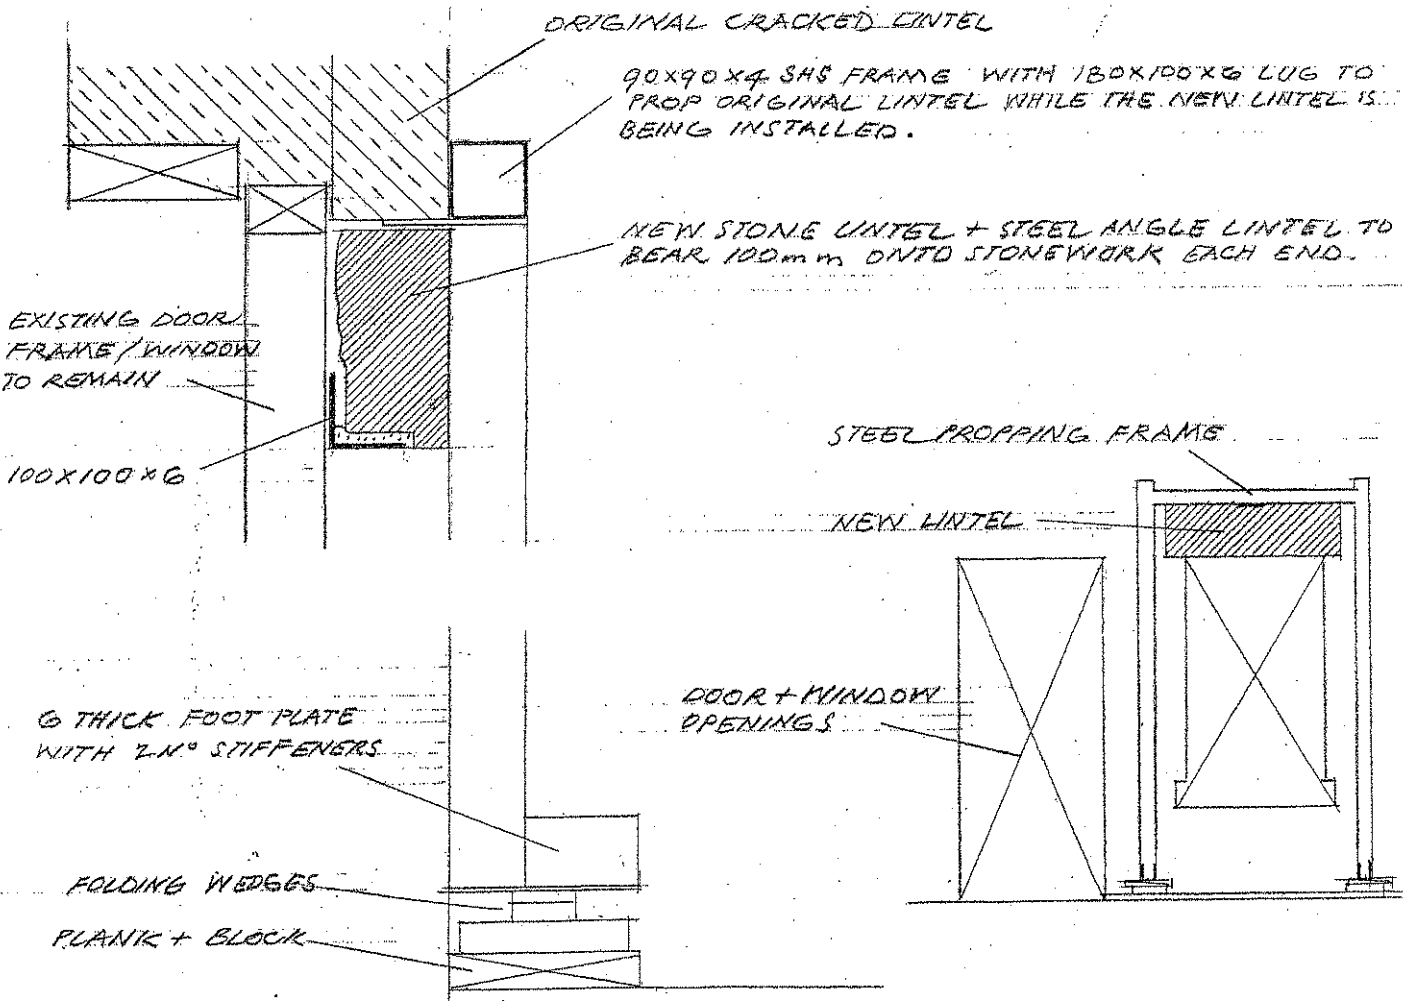 ORIGINAL CRACKED LINTEL
90X90X4 SHS FRAME WITH 180X100X6 LUG TO
PROP ORIGINAL LINTEL WHILE THE NEW LINTEL IS
BEING INSTALLED.
NEW STONE LINTEL + STEEL ANGLE LINTEL TO
BEAR 100mm ONTO STONEWORK EACH END.
EXISTING DOOR
FRAME/WINDOW
TO REMAIN
100X100X6
STEEL PROPPING FRAME
NEW LINTEL
6 THICK FOOT PLATE
WITH 2Nº STIFFENERS
DOOR + WINDOW
OPENINGS
FOLDING WEDGES
PLANK + BLOCK